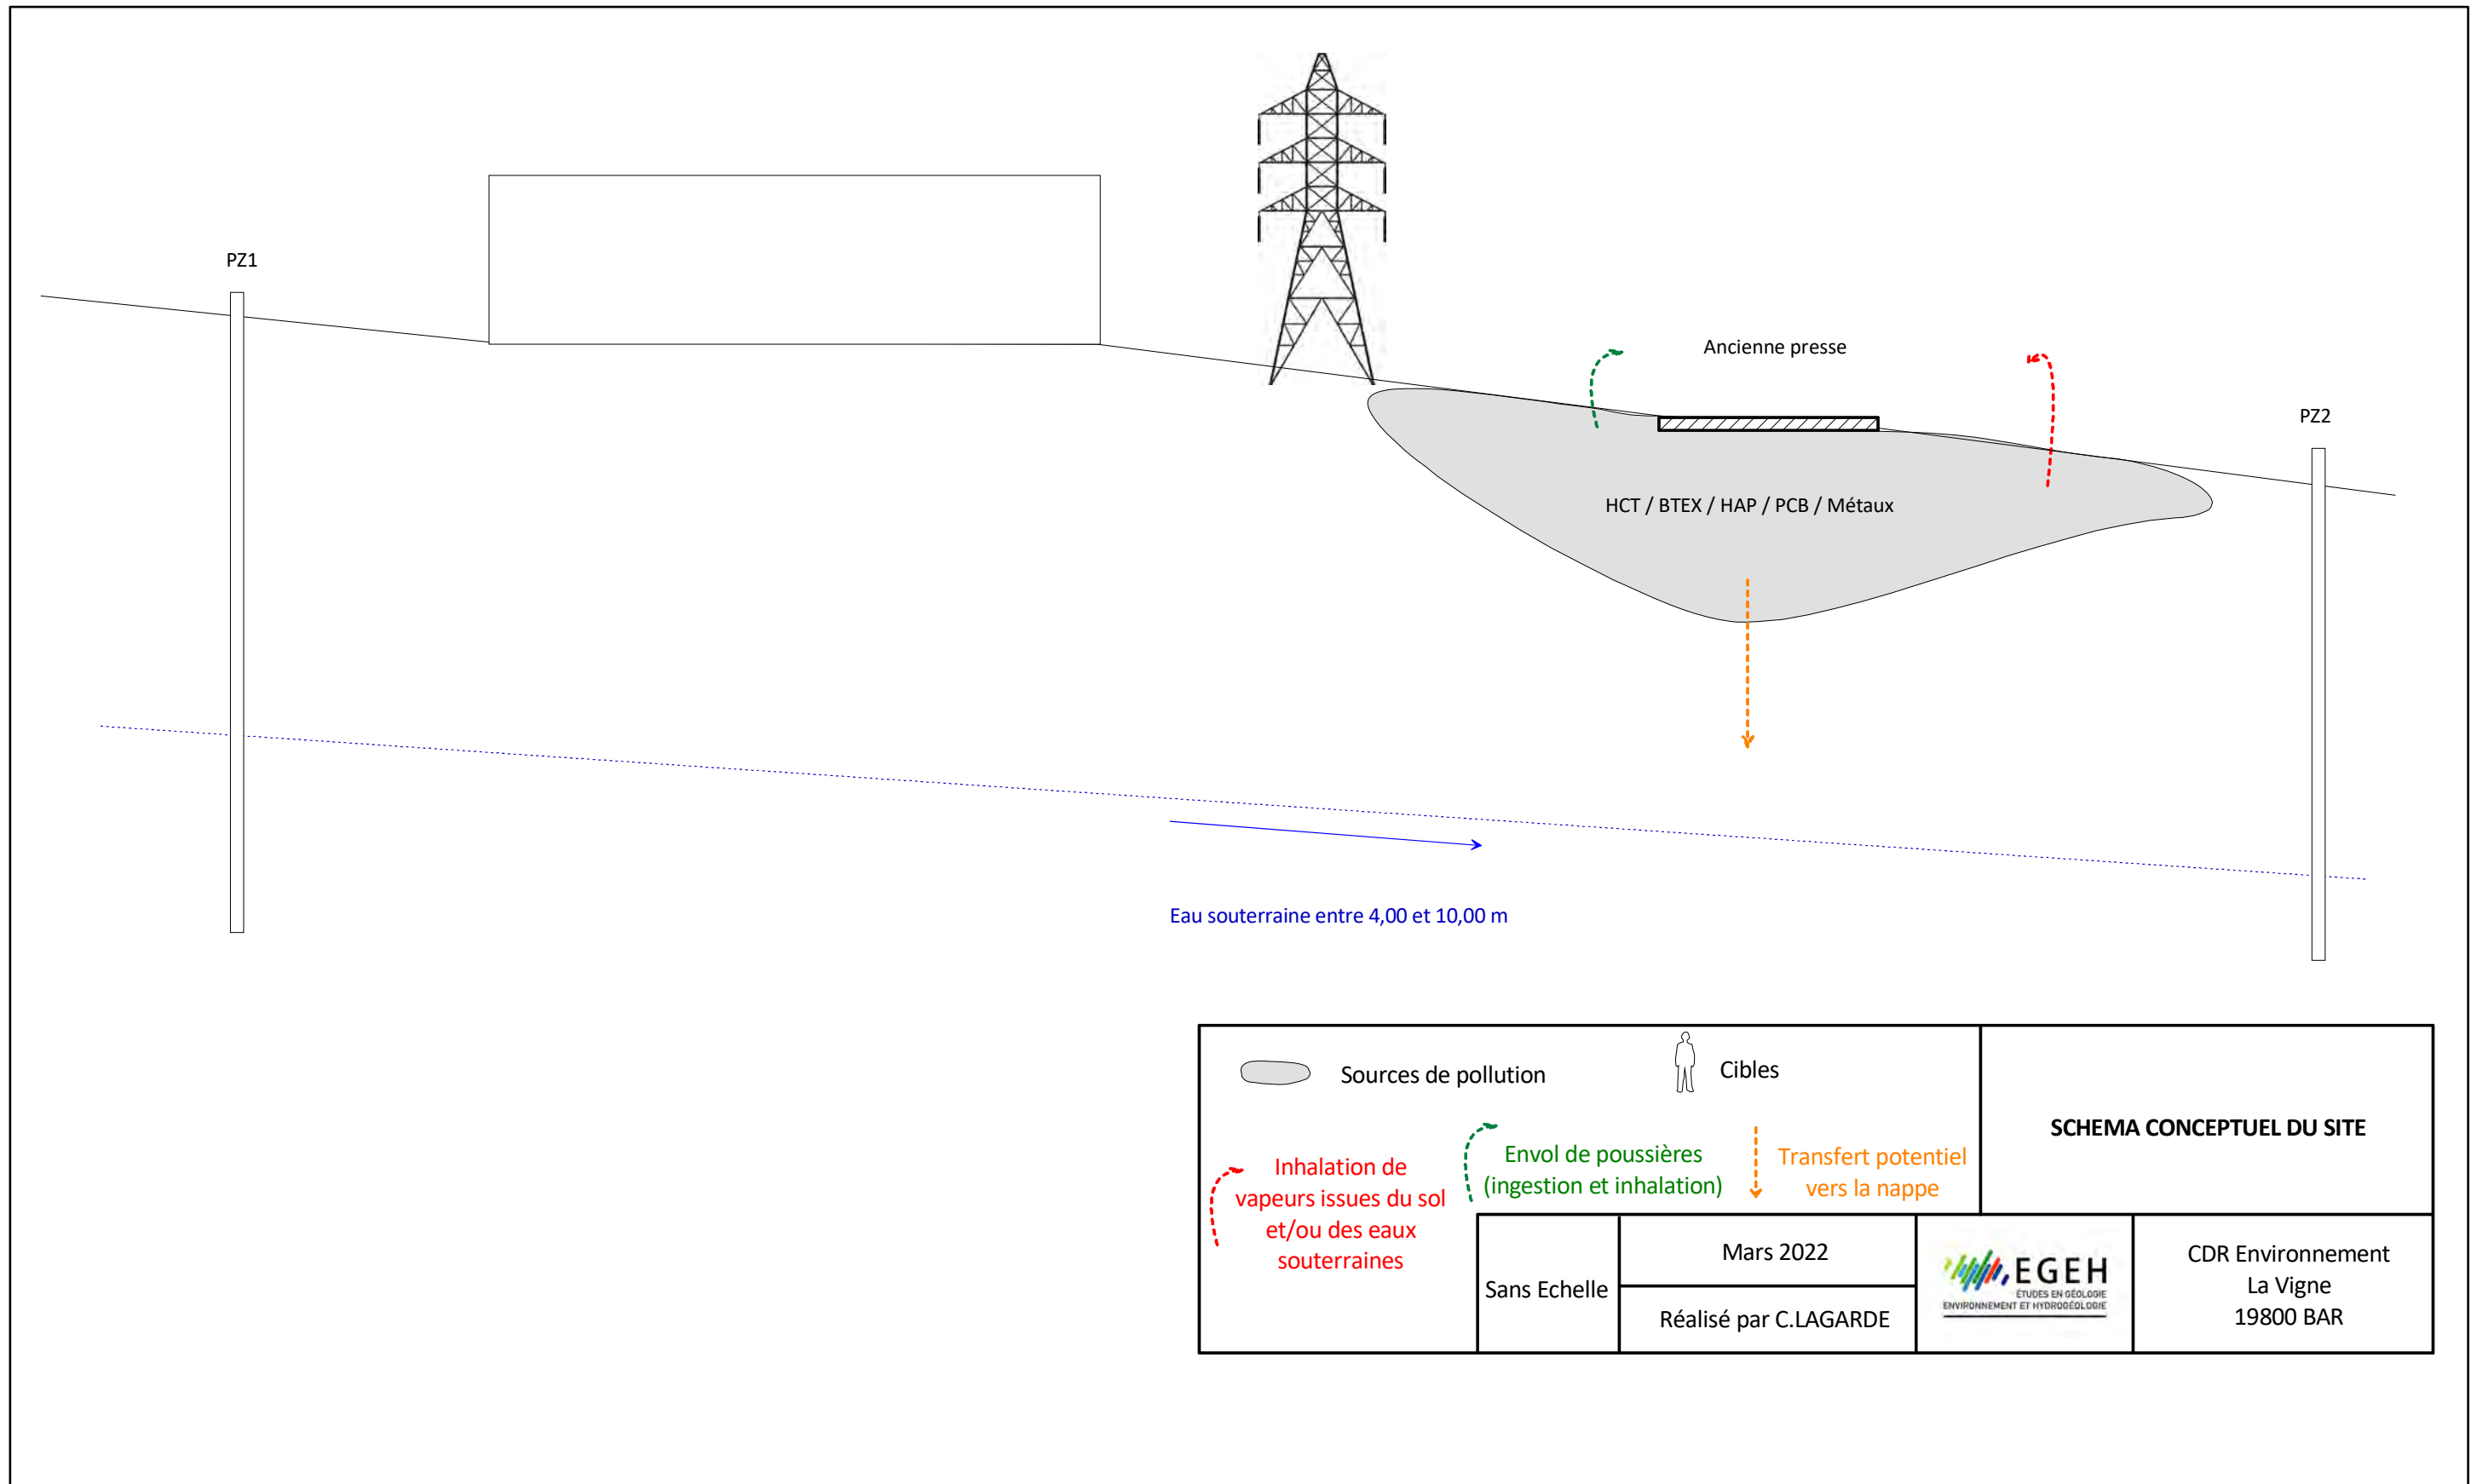 PZ1
Ancienne presse
PZ2
HCT / BTEX / HAP / PCB / Métaux
Eau souterraine entre 4,00 et 10,00 m
Sources de pollution
Cibles
Inhalation de
vapeurs issues du sol
et/ou des eaux
souterraines
Envol de poussières
(ingestion et inhalation)
Transfert potentiel
vers la nappe
SCHEMA CONCEPTUEL DU SITE
Sans Echelle
Mars 2022
Réalisé par C.LAGARDE
EGEH
ÉTUDES EN GÉOLOGIE
ENVIRONNEMENT ET HYDROGÉOLOGIE
CDR Environnement
La Vigne
19800 BAR